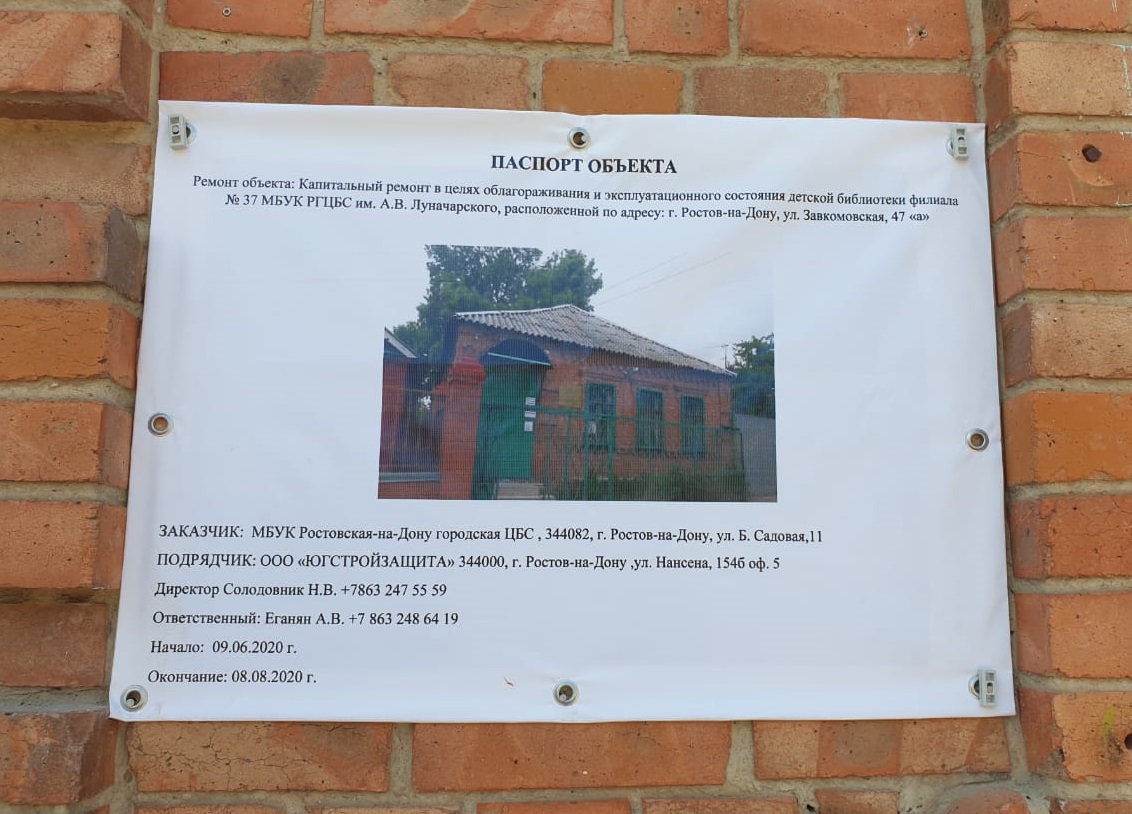 ПАСПОРТ ОБЪЕКТА
Ремонт объекта: Капитальный ремонт в целях облагораживания и эксплуатационного состояния детской библиотеки филиала
№ 37 МБУК РГЦБС им. А.В. Луначарского, расположенной по адресу: г. Ростов-на-Дону, ул. Завкомовская, 47 «а»
ЗАКАЗЧИК: МБУК Ростовская-на-Дону городская ЦБС , 344082, г. Ростов-на-Дону, ул. Б. Садовая,11
ПОДРЯДЧИК: ООО «ЮГСТРОЙЗАЩИТА» 344000, г. Ростов-на-Дону ,ул. Нансена, 154б оф. 5
Директор Солодовник Н.В. +7863 247 55 59
Ответственный: Еганян А.В. +7 863 248 64 19
Начало: 09.06.2020 г.
Окончание: 08.08.2020 г.